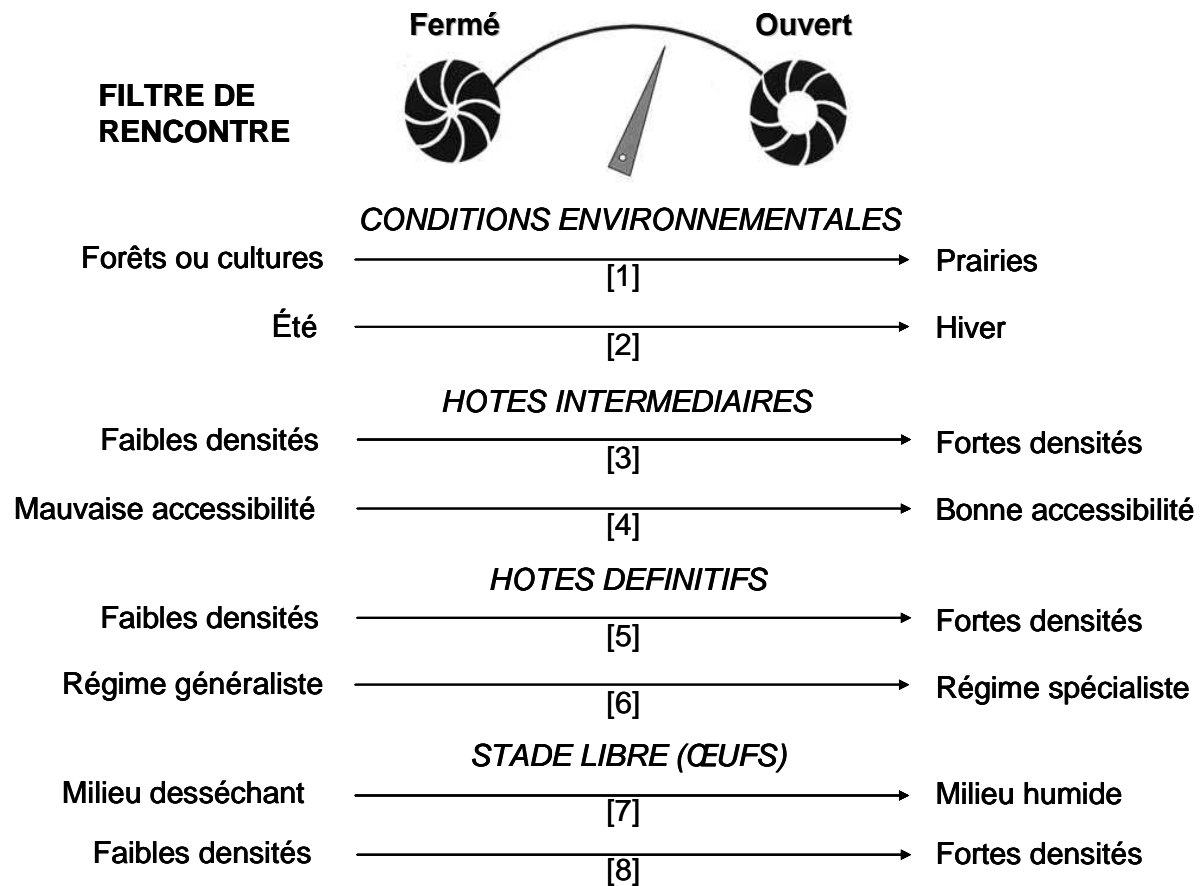 Fermé
Ouvert
FILTRE DE
RENCONTRE
CONDITIONS ENVIRONNEMENTALES
Forêts ou cultures [1] Prairies
Été [2] Hiver
HOTES INTERMEDIAIRES
Faibles densités [3] Fortes densités
Mauvaise accessibilité [4] Bonne accessibilité
HOTES DEFINITIFS
Faibles densités [5] Fortes densités
Régime généraliste [6] Régime spécialiste
STADE LIBRE (ŒUFS)
Milieu desséchant [7] Milieu humide
Faibles densités [8] Fortes densités